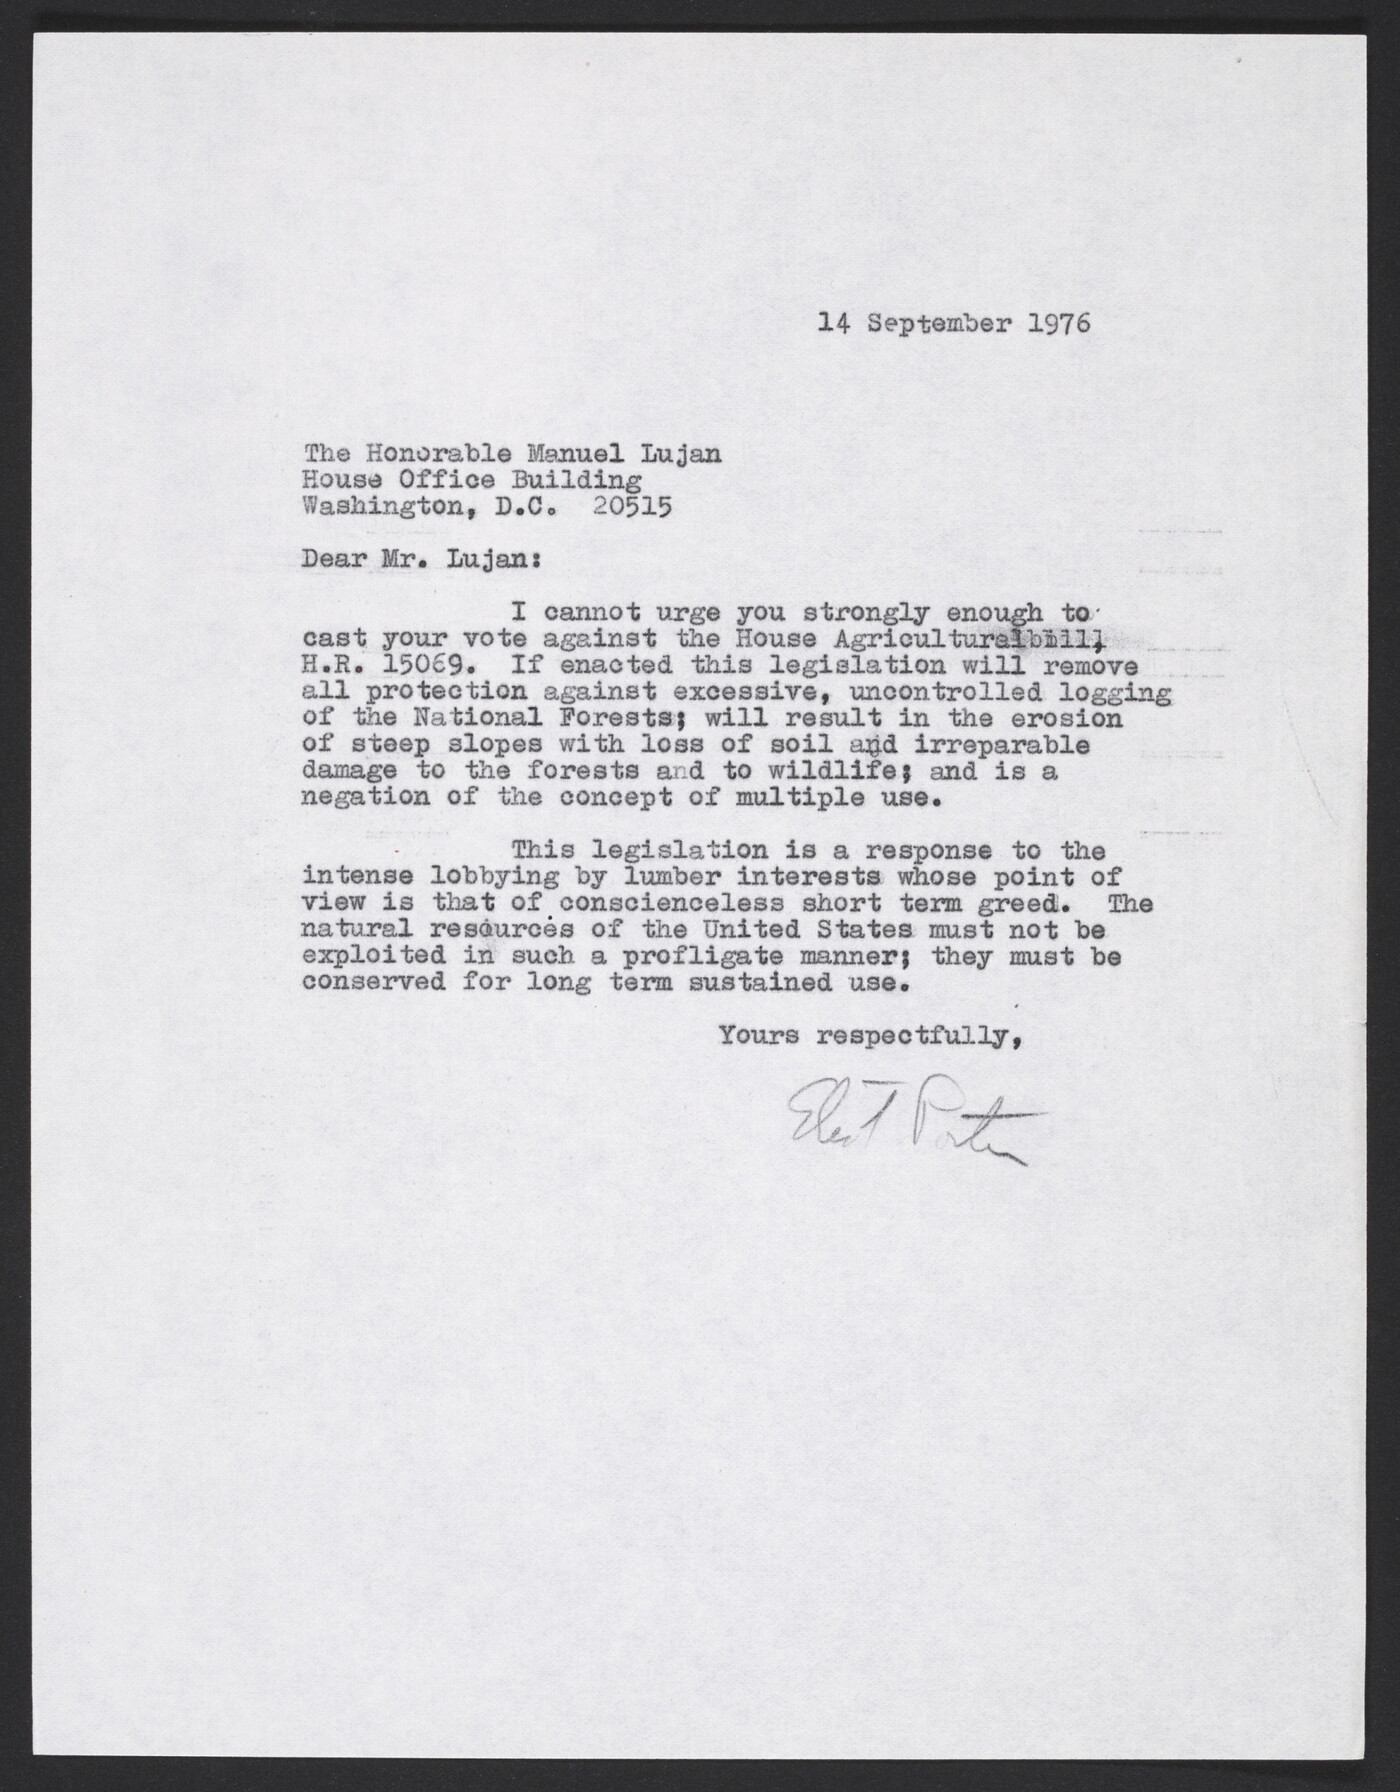 14 September 1976
The Honorable Manuel Lujan
House Office Building
Washington, D.C. 20515
Dear Mr. Lujan:
I cannot urge you strongly enough to
cast your vote against the House Agricultural bill,
H.R. 15069. If enacted this legislation will remove
all protection against excessive, uncontrolled logging
of the National Forests; will result in the erosion
of steep slopes with loss of soil and irreparable
damage to the forests and to wildlife; and is a
negation of the concept of multiple use.
This legislation is a response to the
intense lobbying by lumber interests whose point of
view is that of conscienceless short term greed. The
natural resources of the United States must not be
exploited in such a profligate manner; they must be
conserved for long term sustained use.
Yours respectfully,
Eliot Porter